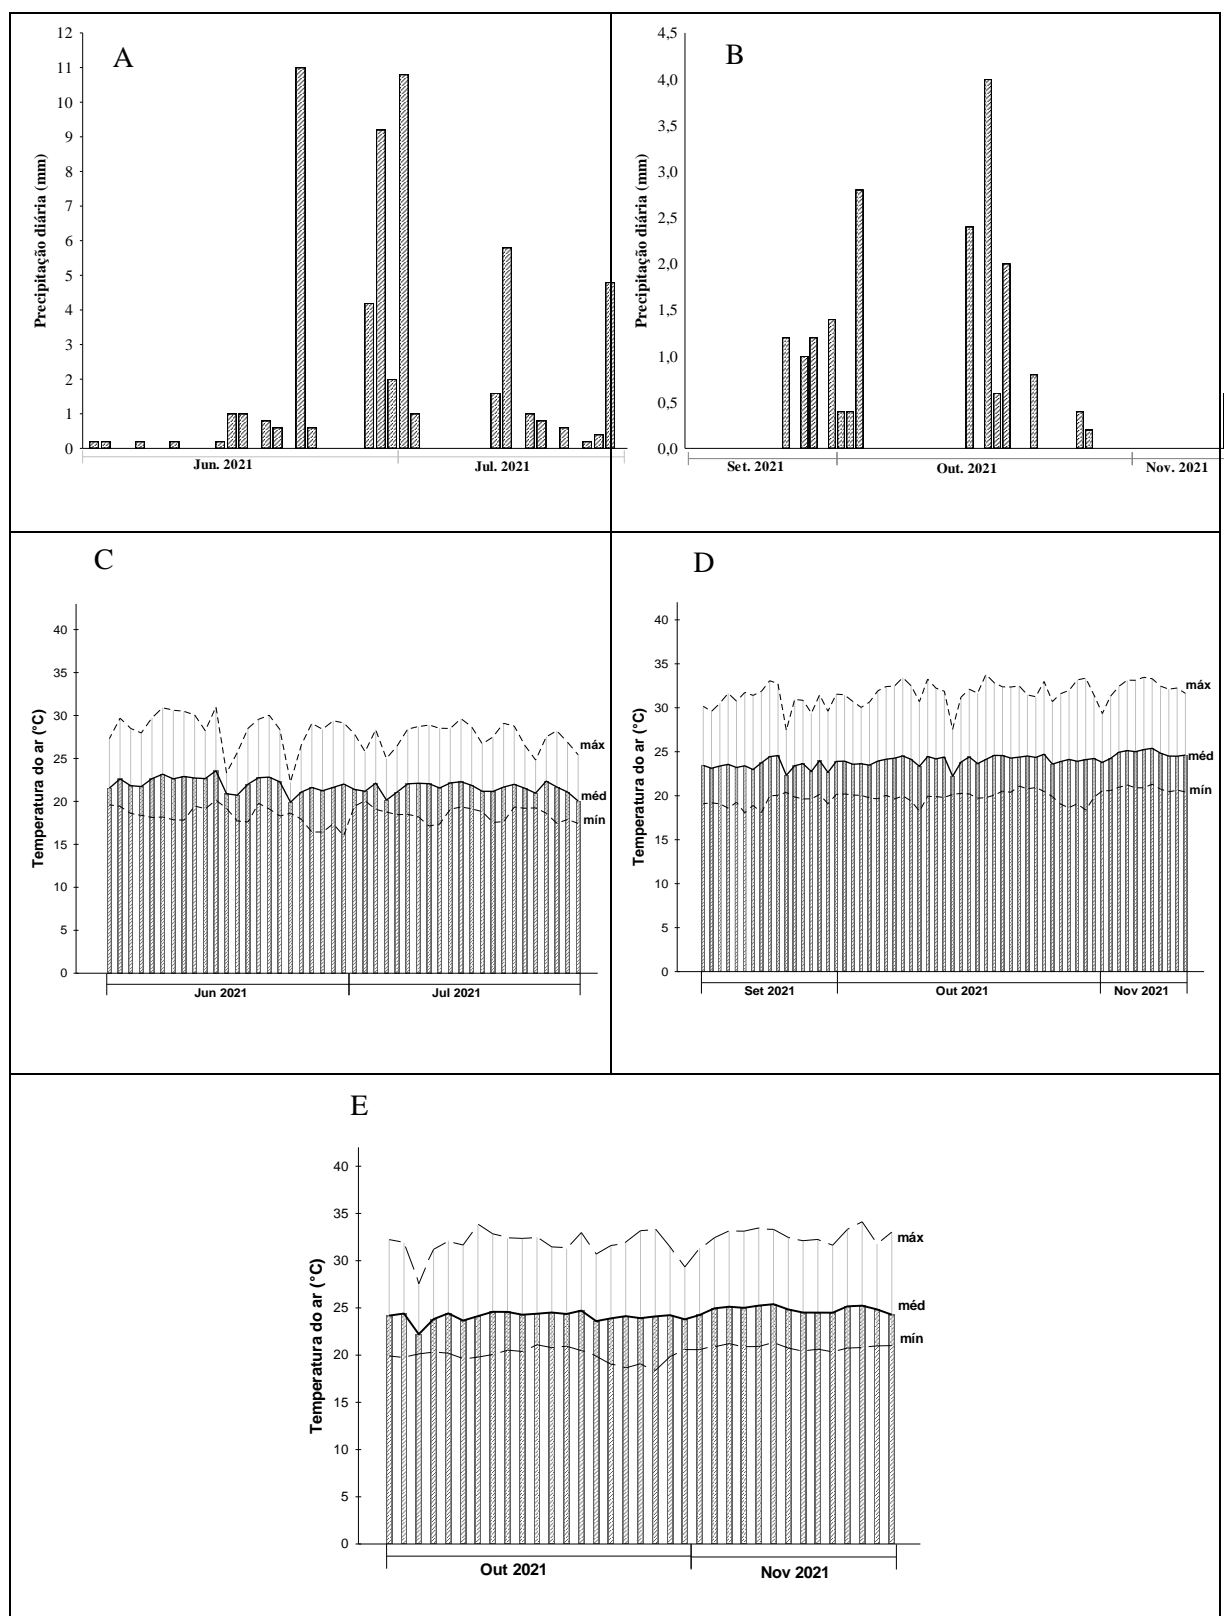 A
Precipitação diária (mm)
12
11
10
9
8
7
6
5
4
3
2
1
0
Jun. 2021 Jul. 2021
B
Precipitação diária (mm)
4,5
4,0
3,5
3,0
2,5
2,0
1,5
1,0
0,5
0,0
Set. 2021 Out. 2021 Nov. 2021
C
Temperatura do ar (°C)
40
35
30
25
20
15
10
5
0
máx
méd
mín
Jun 2021 Jul 2021
D
Temperatura do ar (°C)
40
35
30
25
20
15
10
5
0
máx
méd
mín
Set 2021 Out 2021 Nov 2021
E
Temperatura do ar (°C)
40
35
30
25
20
15
10
5
0
máx
méd
mín
Out 2021 Nov 2021